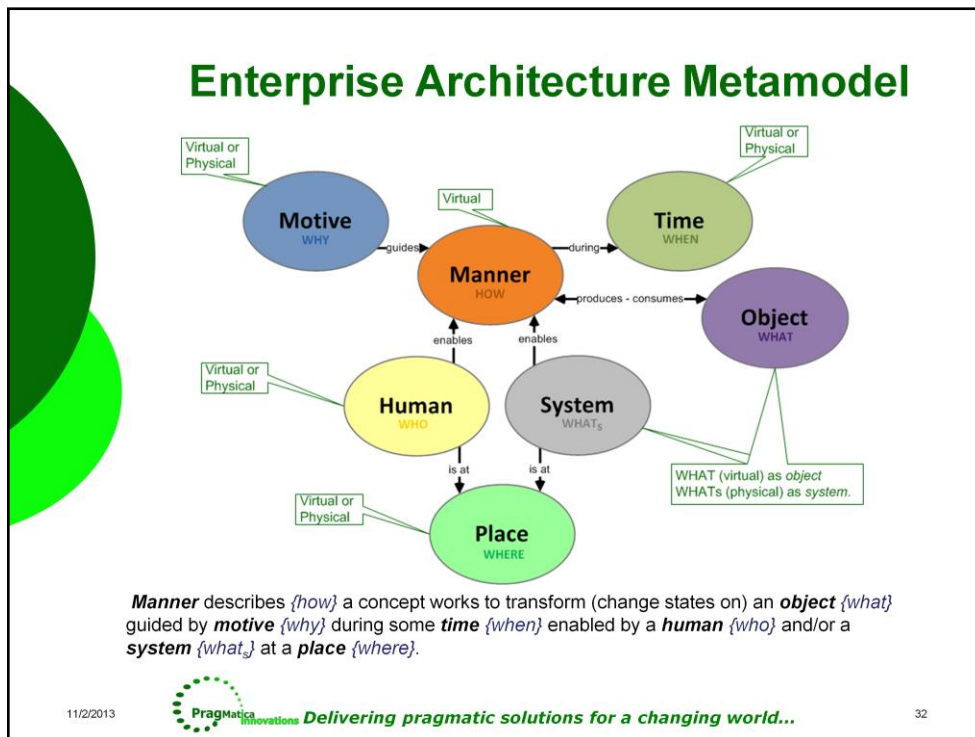 Enterprise Architecture Metamodel
Virtual or
Physical
Virtual or
Physical
Virtual
Motive
WHY
Time
WHEN
guides
during
Manner
HOW
produces - consumes
Object
WHAT
enables
enables
Virtual or
Physical
Human
WHO
System
WHATs
is at
is at
WHAT (virtual) as object
WHATs (physical) as system.
Virtual or
Physical
Place
WHERE
Manner describes {how} a concept works to transform (change states on) an object {what}
guided by motive {why} during some time {when} enabled by a human {who} and/or a
system {whats} at a place {where}.
11/2/2013
PragMatica
Innovations
Delivering pragmatic solutions for a changing world...
32